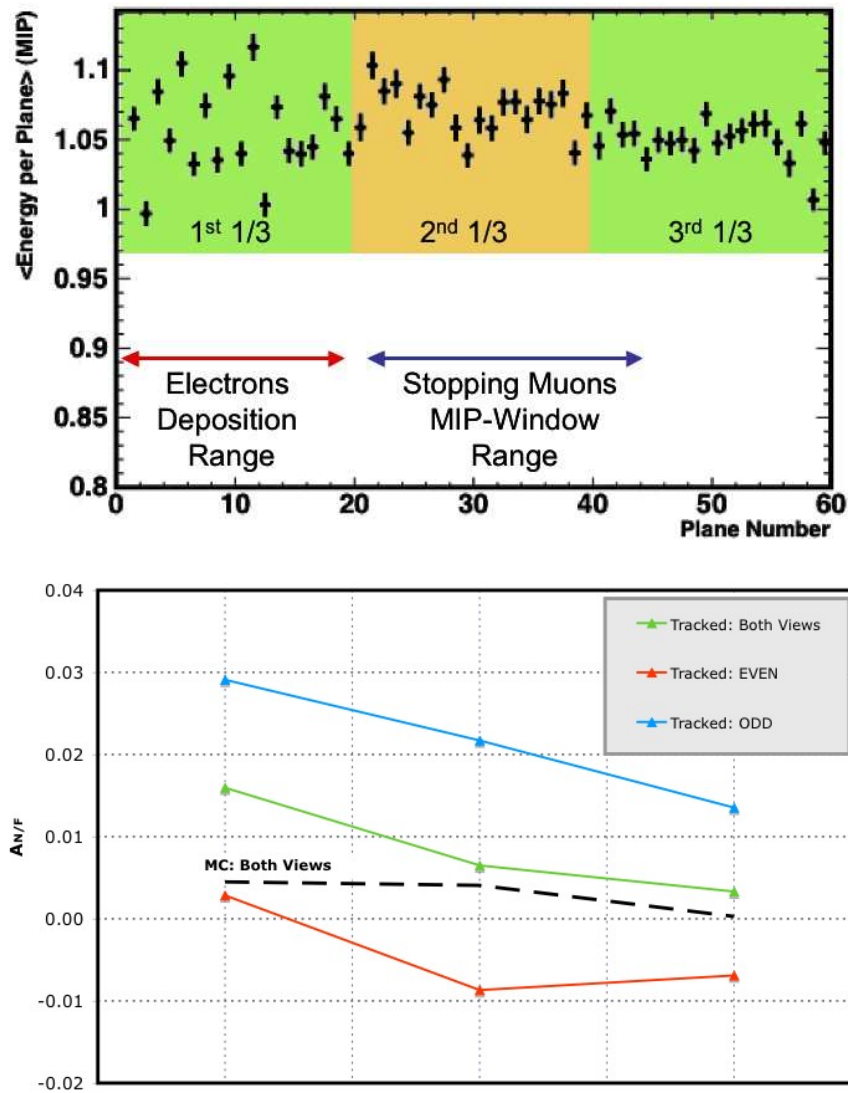 <Energy per Plane> (MIP)
1.1
1.05
1
0.95
0.9
0.85
0.8
1st 1/3
2nd 1/3
3rd 1/3
Electrons
Deposition
Range
Stopping Muons
MIP-Window
Range
0
10
20
30
40
50
60
Plane Number
0.04
0.03
0.02
0.01
0.00
-0.01
-0.02
AN/F
Tracked: Both Views
Tracked: EVEN
Tracked: ODD
MC: Both Views